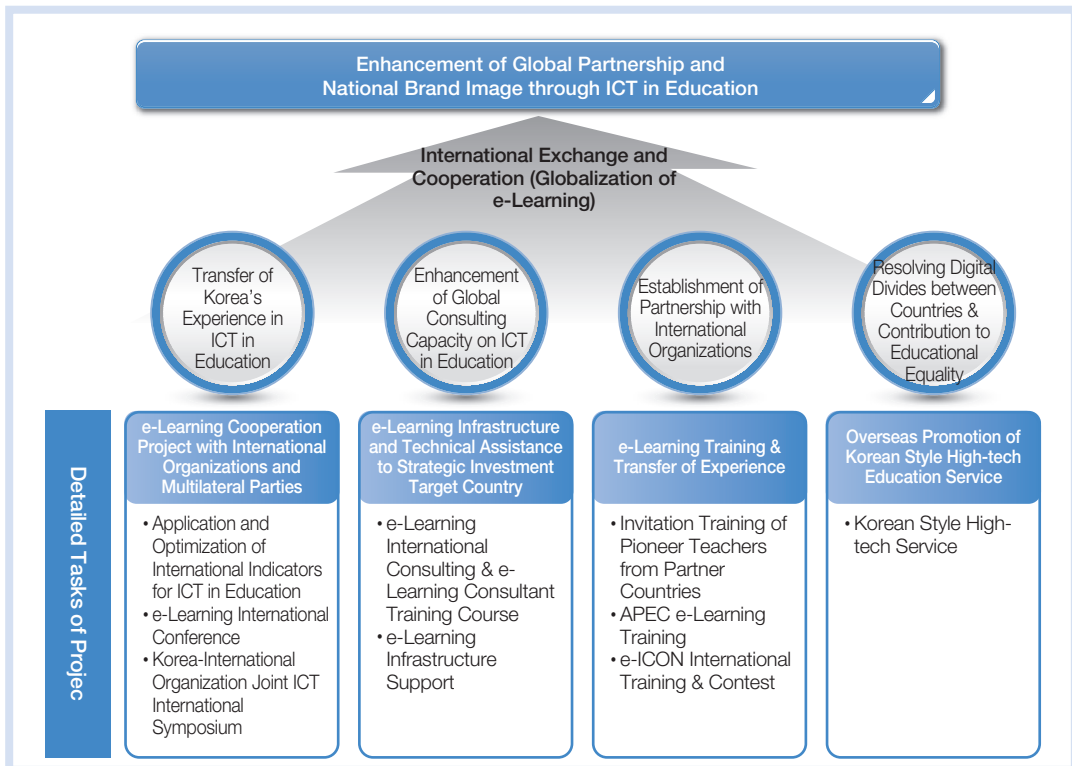 Enhancement of Global Partnership and
National Brand Image through ICT in Education
International Exchange and
Cooperation (Globalization of
e-Learning)
Transfer of
Korea's
Experience in
ICT in
Education
Enhancement
of Global
Consulting
Capacity on ICT
in Education
Establishment of
Partnership with
International
Organizations
Resolving Digital
Divides between
Countries &
Contribution to
Educational
Equality
Detailed Tasks of Projec
e-Learning Cooperation
Project with International
Organizations and
Multilateral Parties
• Application and
Optimization of
International Indicators
for ICT in Education
• e-Learning International
Conference
• Korea-International
Organization Joint ICT
International
Symposium
e-Learning Infrastructure
and Technical Assistance
to Strategic Investment
Target Country
• e-Learning
International
Consulting & e-
Learning Consultant
Training Course
• e-Learning
Infrastructure
Support
e-Learning Training &
Transfer of Experience
• Invitation Training of
Pioneer Teachers
from Partner
Countries
• APEC e-Learning
Training
• e-ICON International
Training & Contest
Overseas Promotion of
Korean Style High-tech
Education Service
• Korean Style High-
tech Service